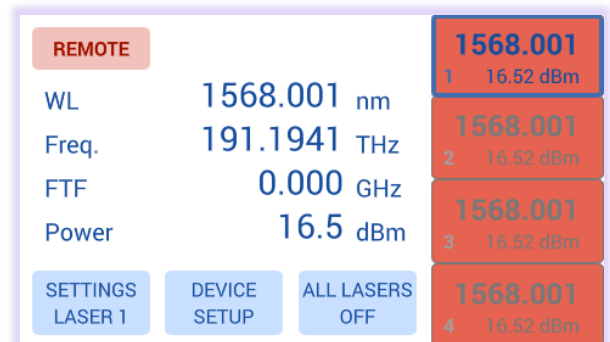 REMOTE
WL 1568.001 nm
Freq. 191.1941 THz
FTF 0.000 GHz
Power 16.5 dBm
SETTINGS
LASER 1
DEVICE
SETUP
ALL LASERS
OFF
1568.001
1 16.52 dBm
1568.001
2 16.52 dBm
1568.001
3 16.52 dBm
1568.001
4 16.52 dBm